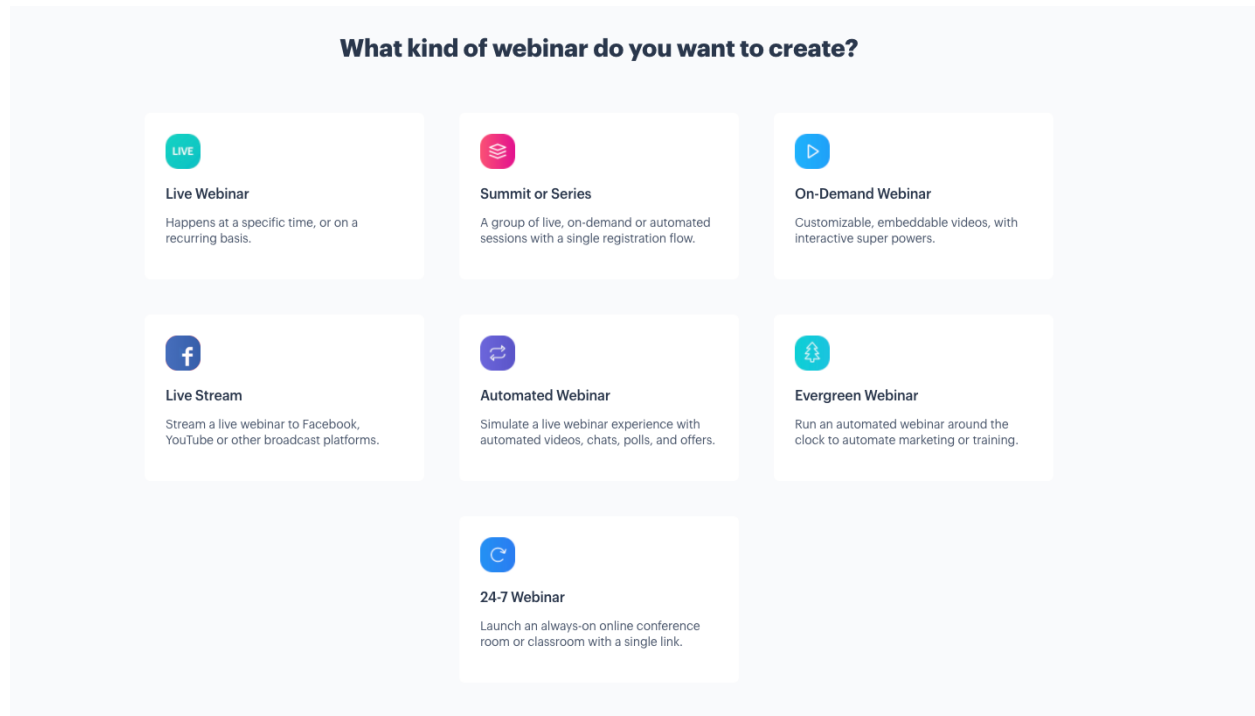 What kind of webinar do you want to create?
LIVE
Live Webinar
Happens at a specific time, or on a
recurring basis.
Summit or Series
A group of live, on-demand or automated
sessions with a single registration flow.
On-Demand Webinar
Customizable, embeddable videos, with
interactive super powers.
f
Live Stream
Stream a live webinar to Facebook,
YouTube or other broadcast platforms.
Automated Webinar
Simulate a live webinar experience with
automated videos, chats, polls, and offers.
Evergreen Webinar
Run an automated webinar around the
clock to automate marketing or training.
24-7 Webinar
Launch an always-on online conference
room or classroom with a single link.